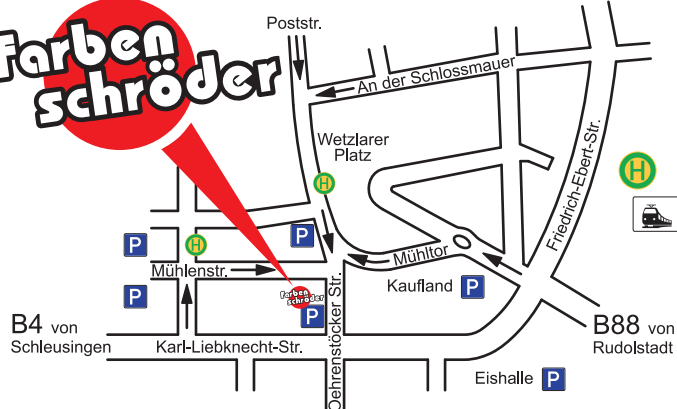 Poststr.
farben
schröder
An der Schlossmauer
Wetzlarer
Platz
H
H
Friedrich-Ebert-Str.
P
H
P
Mühlenstr.
Mühltor
P
Kaufland P
farben
schröder
P
Oehrenstöcker Str.
B4 von
Schleusingen
Karl-Liebknecht-Str.
B88 von
Rudolstadt
Eishalle P